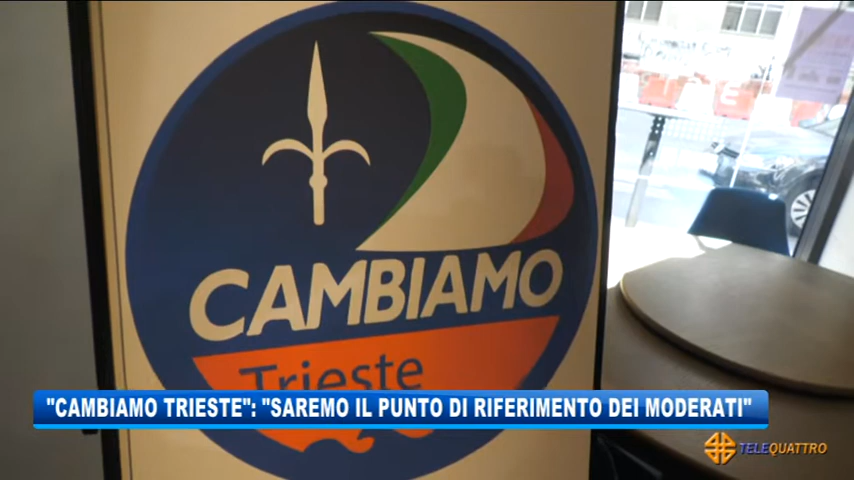 CAMBIAMO
Trieste
"CAMBIAMO TRIESTE": "SAREMO IL PUNTO DI RIFERIMENTO DEI MODERATI"
TELEQUATTRO